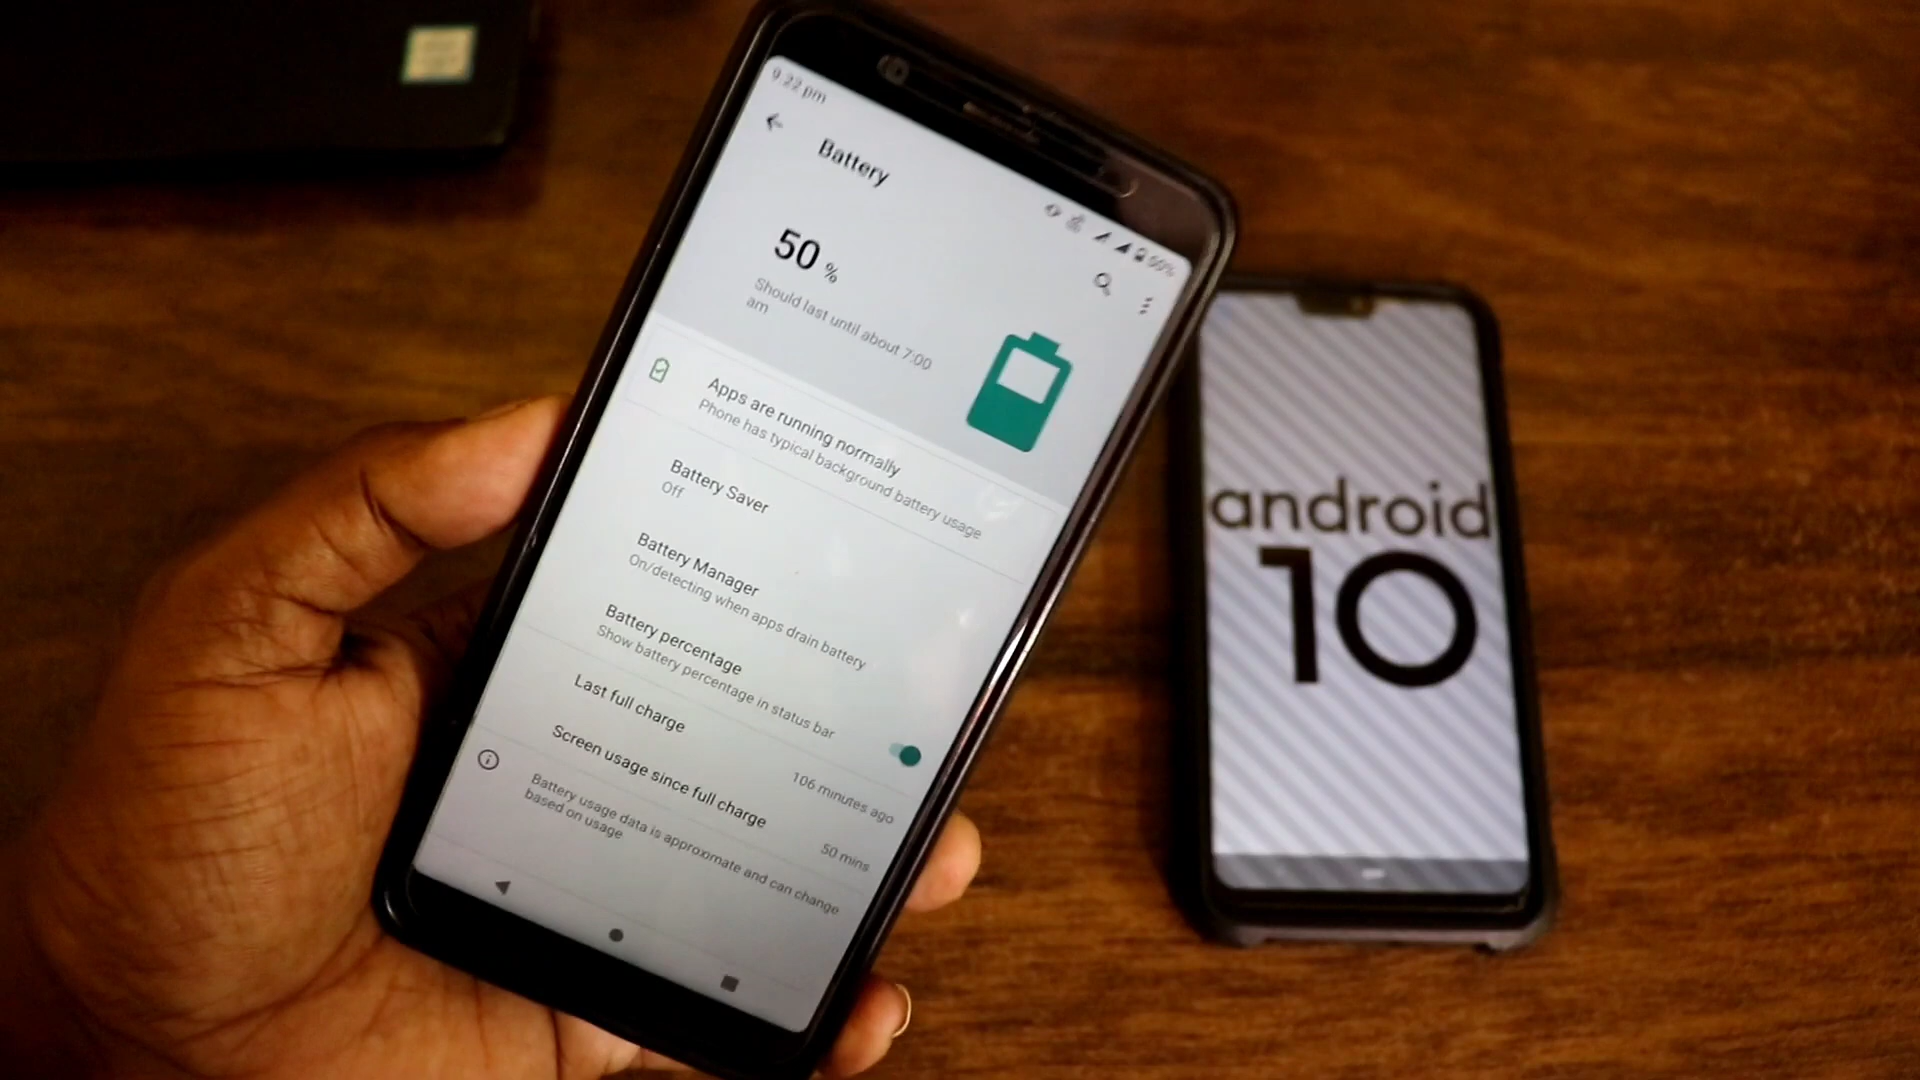 9:22 pm
50%
Battery
50 %
Should last until about 7:00
am
Apps are running normally
Phone has typical background battery usage
Battery Saver
Off
Battery Manager
On/detecting when apps drain battery
Battery percentage
Show battery percentage in status bar
Last full charge
106 minutes ago
Screen usage since full charge
50 mins
Battery usage data is approximate and can change
based on usage
android
10